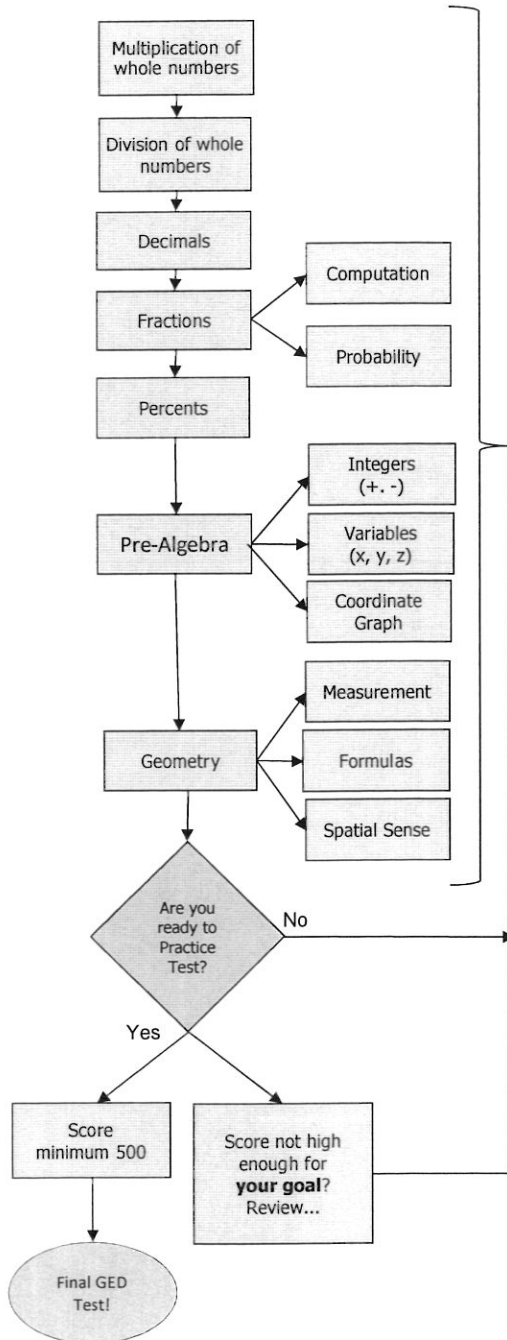 Multiplication of
whole numbers
Division of whole
numbers
Decimals
Fractions
Computation
Probability
Percents
Pre-Algebra
Integers
(+. -)
Variables
(x, y, z)
Coordinate
Graph
Geometry
Measurement
Formulas
Spatial Sense
Are you
ready to
Practice
Test?
No
Yes
Score
minimum 500
Score not high
enough for
your goal?
Review...
Final GED
Test!